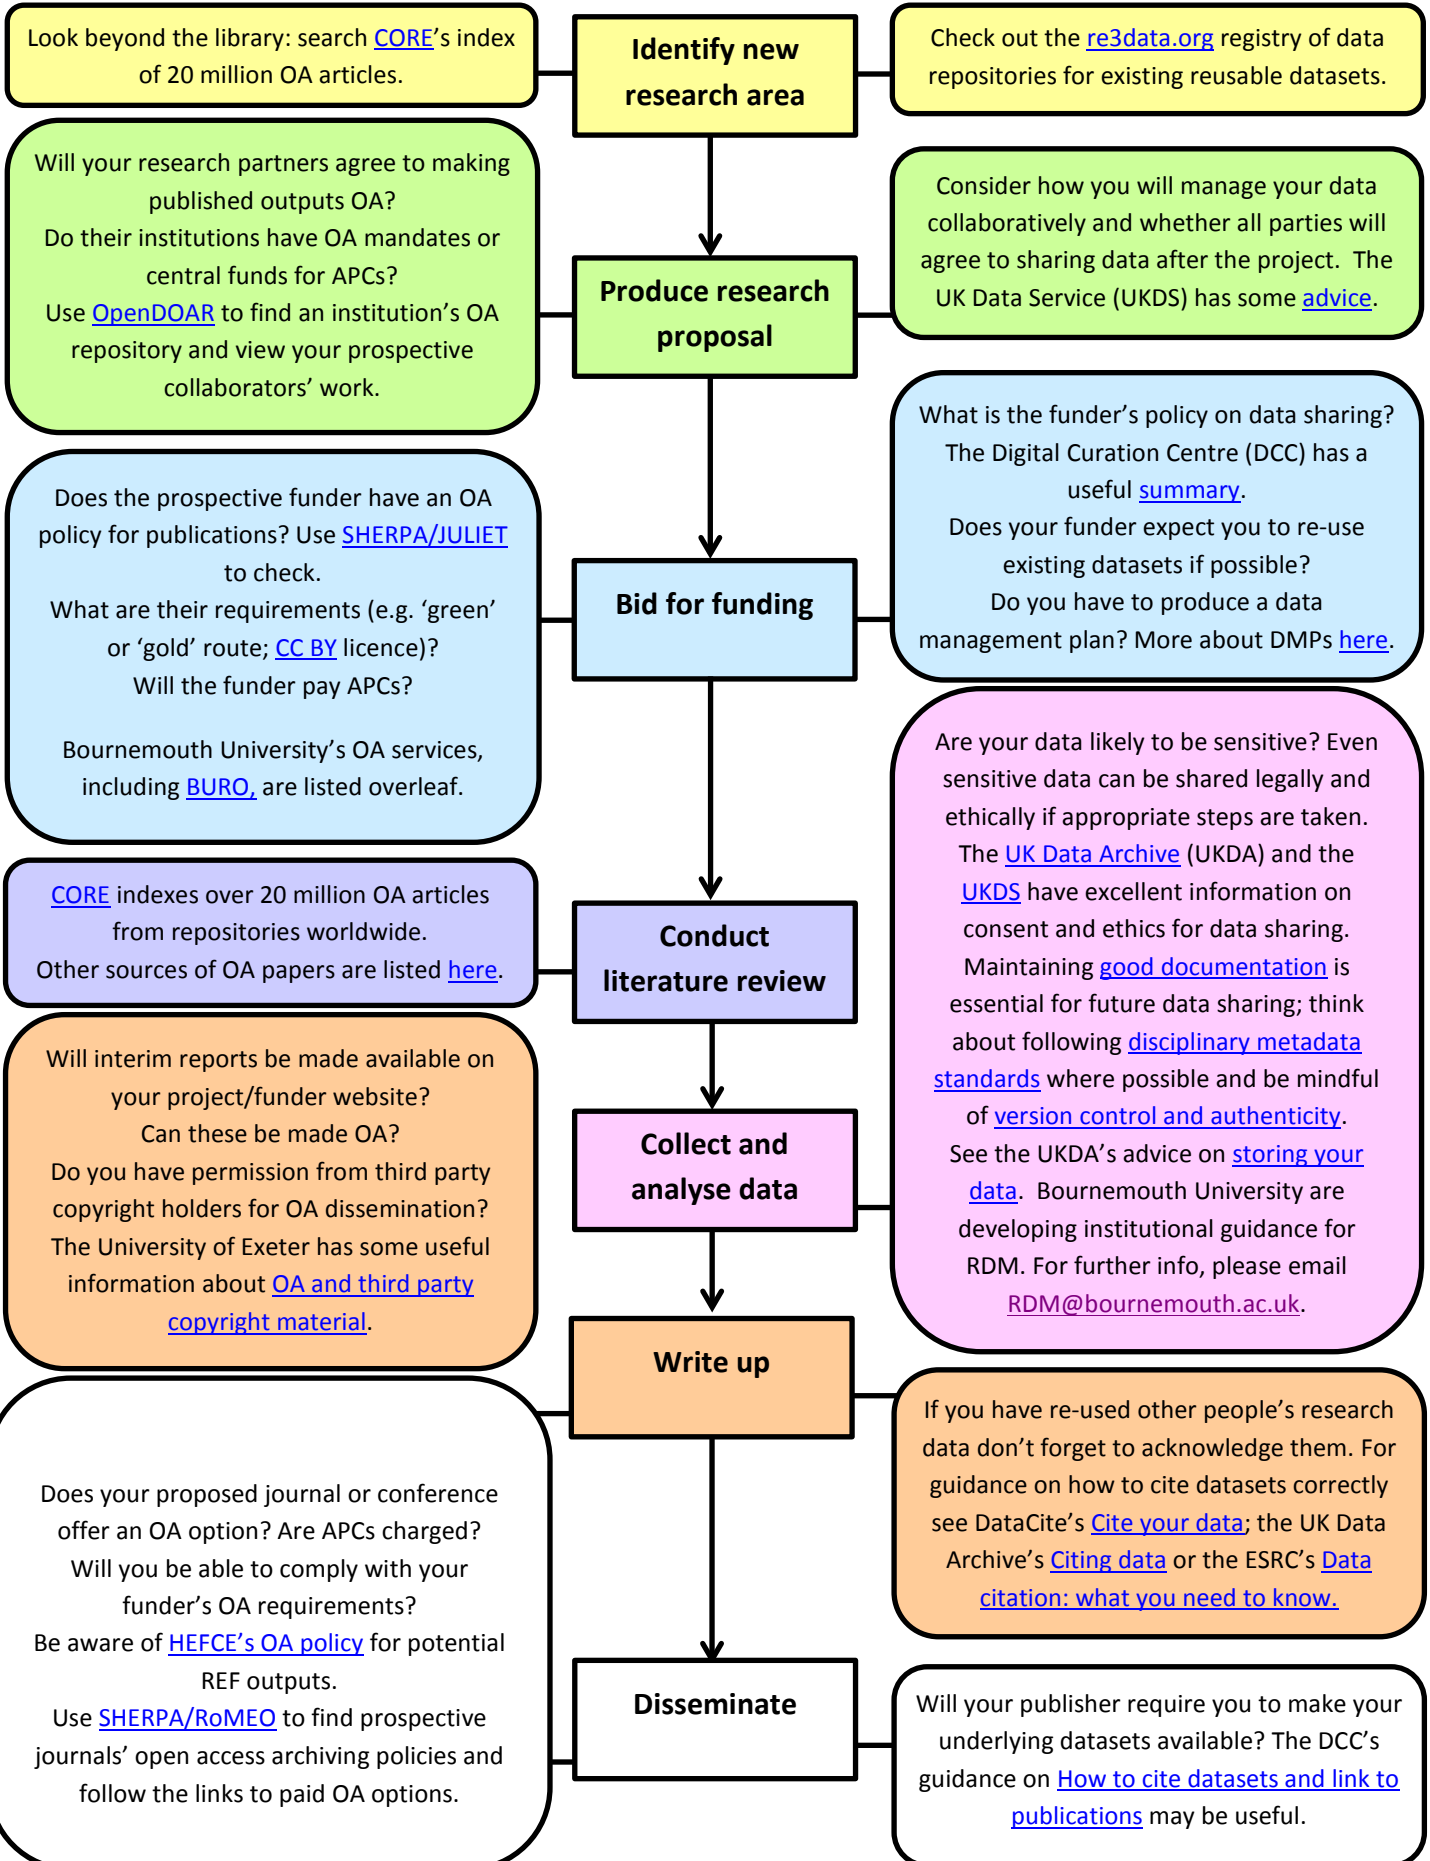 Look beyond the library: search CORE’s index
of 20 million OA articles.
Identify new
research area
Check out the re3data.org registry of data
repositories for existing reusable datasets.
Will your research partners agree to making
published outputs OA?
Do their institutions have OA mandates or
central funds for APCs?
Use OpenDOAR to find an institution’s OA
repository and view your prospective
collaborators’ work.
Produce research
proposal
Consider how you will manage your data
collaboratively and whether all parties will
agree to sharing data after the project.  The
UK Data Service (UKDS) has some advice.
Does the prospective funder have an OA
policy for publications? Use SHERPA/JULIET
to check.
What are their requirements (e.g. ‘green’
or ‘gold’ route; CC BY licence)?
Will the funder pay APCs?
Bournemouth University’s OA services,
including BURO, are listed overleaf.
Bid for funding
What is the funder’s policy on data sharing?
The Digital Curation Centre (DCC) has a
useful summary.
Does your funder expect you to re-use
existing datasets if possible?
Do you have to produce a data
management plan? More about DMPs here.
CORE indexes over 20 million OA articles
from repositories worldwide.
Other sources of OA papers are listed here.
Conduct
literature review
Are your data likely to be sensitive? Even
sensitive data can be shared legally and
ethically if appropriate steps are taken.
The UK Data Archive (UKDA) and the
UKDS have excellent information on
consent and ethics for data sharing.
Maintaining good documentation is
essential for future data sharing; think
about following disciplinary metadata
standards where possible and be mindful
of version control and authenticity.
See the UKDA’s advice on storing your
data.  Bournemouth University are
developing institutional guidance for
RDM. For further info, please email
RDM@bournemouth.ac.uk.
Collect and
analyse data
Will interim reports be made available on
your project/funder website?
Can these be made OA?
Do you have permission from third party
copyright holders for OA dissemination?
The University of Exeter has some useful
information about OA and third party
copyright material.
Write up
If you have re-used other people’s research
data don’t forget to acknowledge them. For
guidance on how to cite datasets correctly
see DataCite’s Cite your data; the UK Data
Archive’s Citing data or the ESRC’s Data
citation: what you need to know.
Does your proposed journal or conference
offer an OA option? Are APCs charged?
Will you be able to comply with your
funder’s OA requirements?
Be aware of HEFCE’s OA policy for potential
REF outputs.
Use SHERPA/RoMEO to find prospective
journals’ open access archiving policies and
follow the links to paid OA options.
Disseminate
Will your publisher require you to make your
underlying datasets available? The DCC’s
guidance on How to cite datasets and link to
publications may be useful.